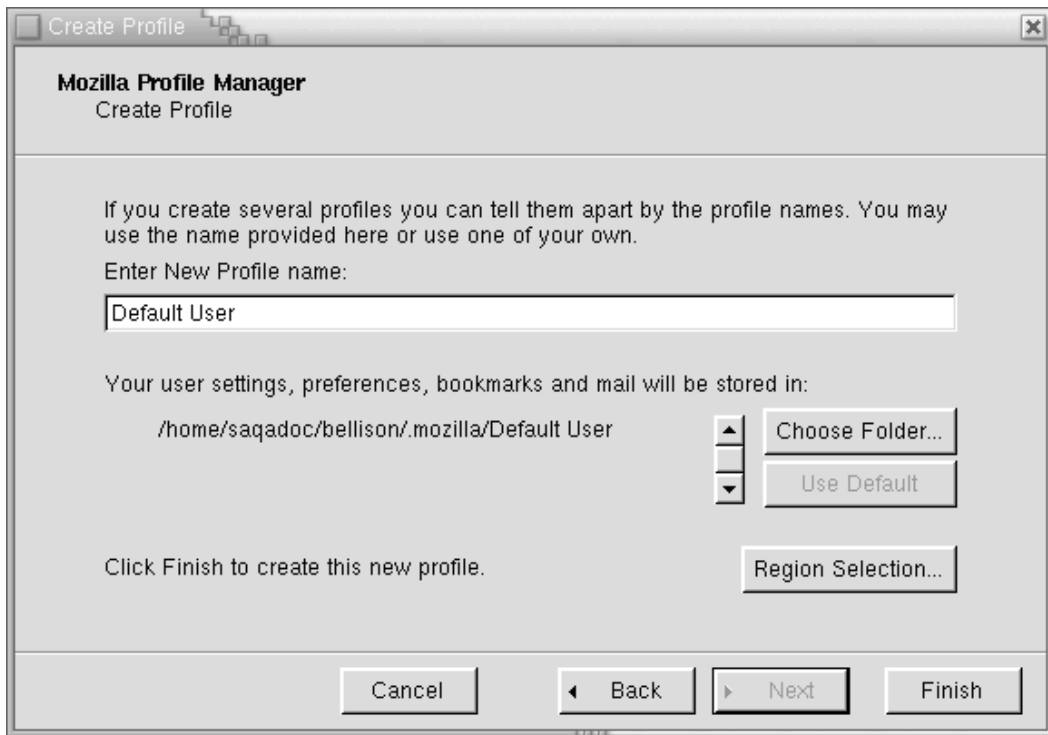 Create Profile
Mozilla Profile Manager
Create Profile
If you create several profiles you can tell them apart by the profile names. You may
use the name provided here or use one of your own.
Enter New Profile name:
Default User
Your user settings, preferences, bookmarks and mail will be stored in:
/home/saqadoc/bellison/.mozilla/Default User
Choose Folder...
Use Default
Click Finish to create this new profile.
Region Selection...
Cancel
Back
Next
Finish